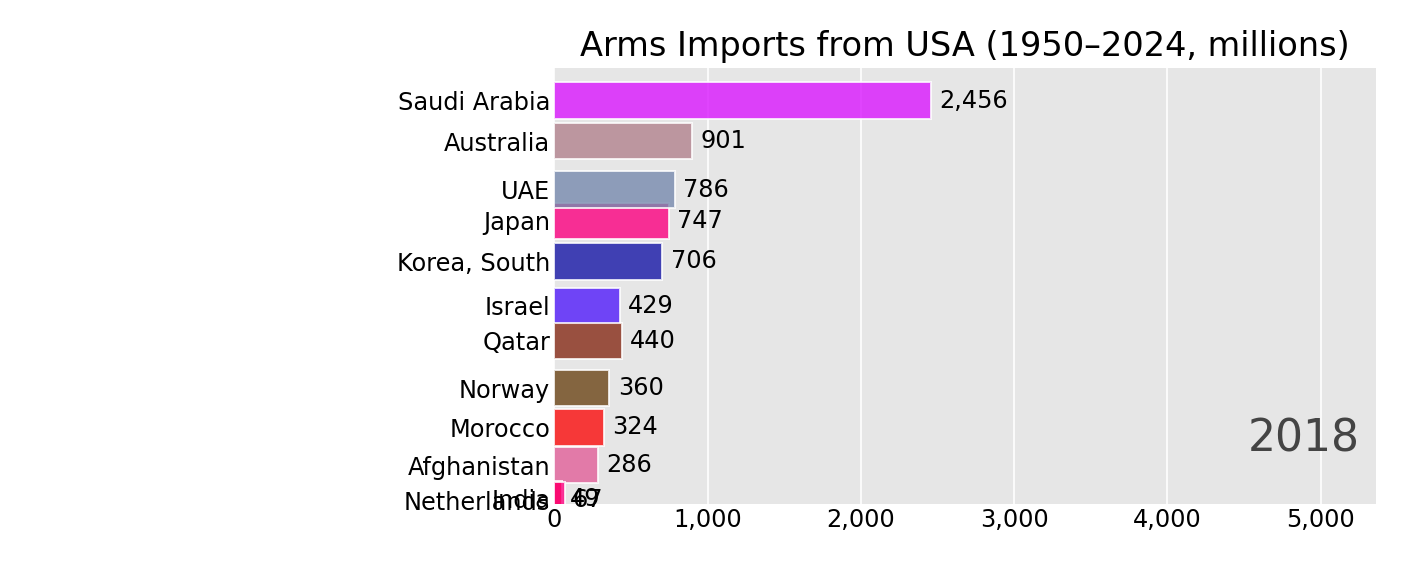 Arms Imports from USA (1950–2024, millions)
Saudi Arabia 2,456
Australia 901
UAE 786
Japan 747
Korea, South 706
Israel 429
Qatar 440
Norway 360
Morocco 324
Afghanistan 286
India
Netherlands
2018
0 1,000 2,000 3,000 4,000 5,000